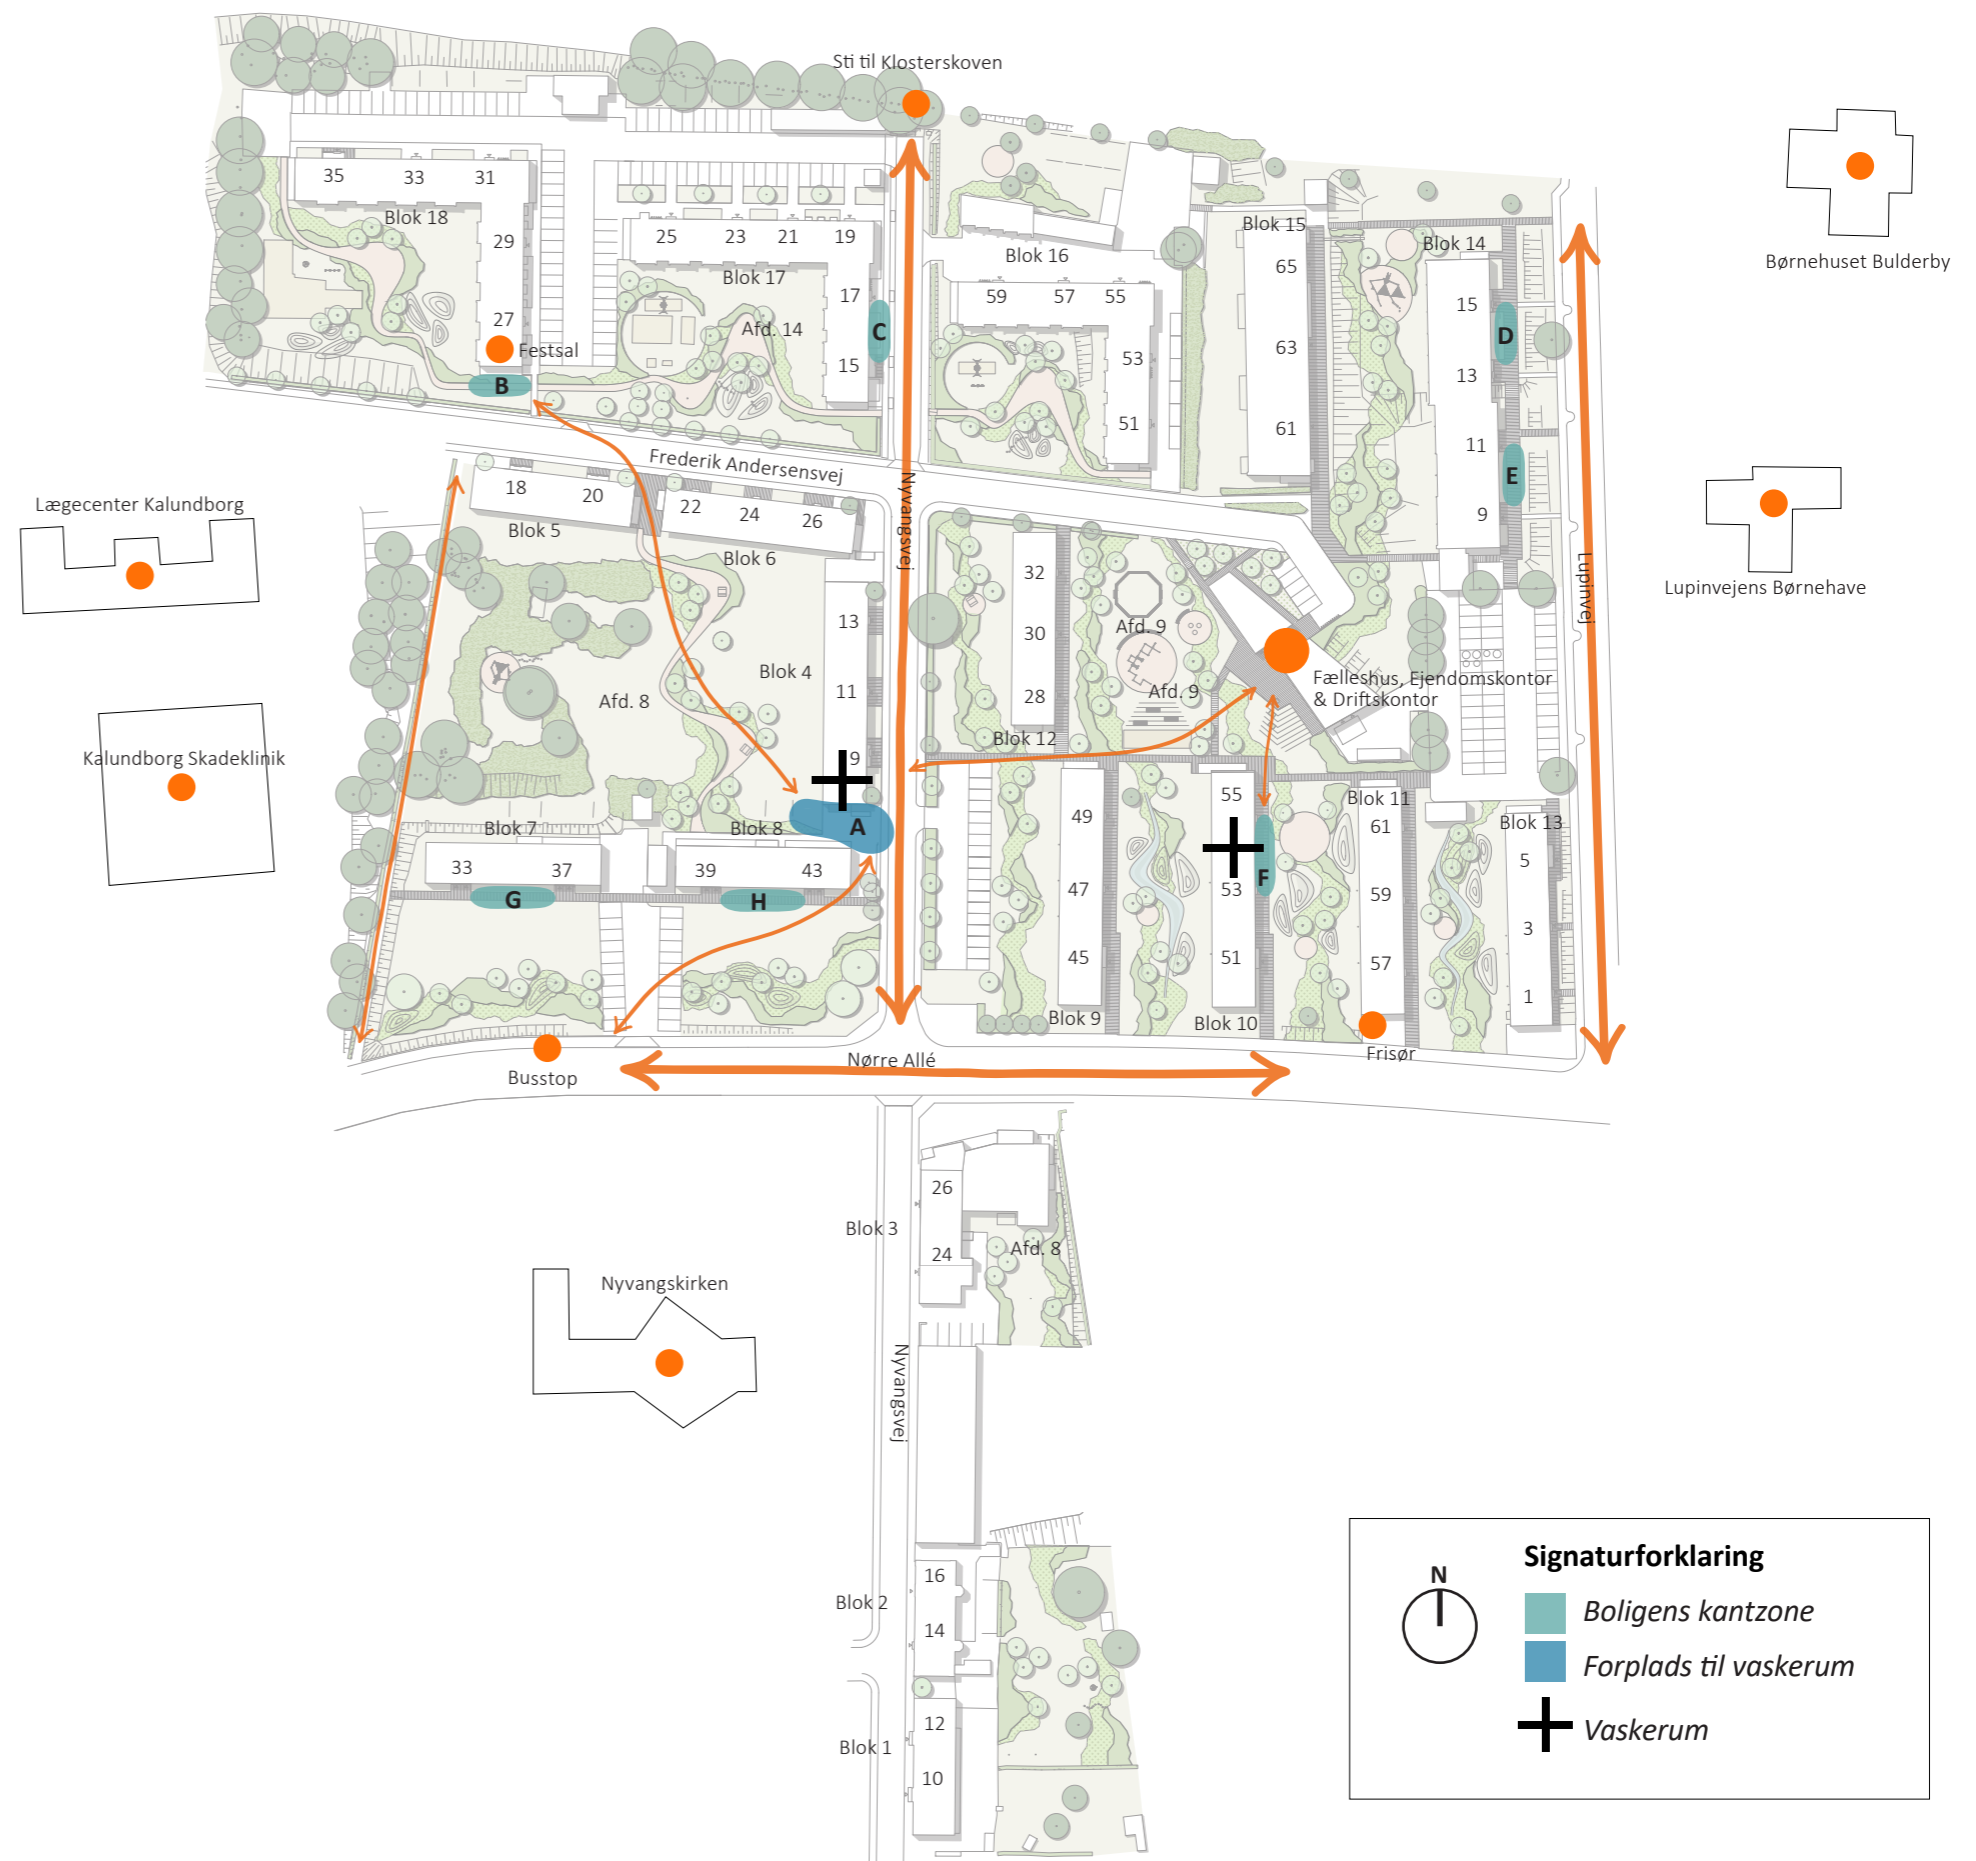 Sti til Klosterskoven
Børnehuset Bulderby
35
33
31
Blok 18
29
27
Festsal
B
25
23
21
19
Blok 17
17
Afd. 14
C
15
Blok 16
59
57
55
53
51
Blok 15
65
63
61
Blok 14
15
D
13
11
E
9
Frederik Andersensvej
Nyvangsvej
Lupinvej
Lægecenter Kalundborg
Lupinvejens Børnehave
Kalundborg Skadeklinik
18
20
Blok 5
22
24
26
Blok 6
13
Blok 4
11
Afd. 8
9
A
Blok 7
Blok 8
33
37
39
43
G
H
32
30
28
Blok 12
Afd. 9
Afd. 9
Fælleshus, Ejendomskontor
& Driftskontor
49
47
45
Blok 9
55
53
F
51
Blok 10
Blok 11
61
59
57
Frisør
Blok 13
5
3
1
Busstop
Nørre Allé
26
Blok 3
24
Afd. 8
Nyvangskirken
Nyvangsvej
16
Blok 2
14
12
Blok 1
10
Signaturforklaring
N
Boligens kantzone
Forplads til vaskerum
Vaskerum